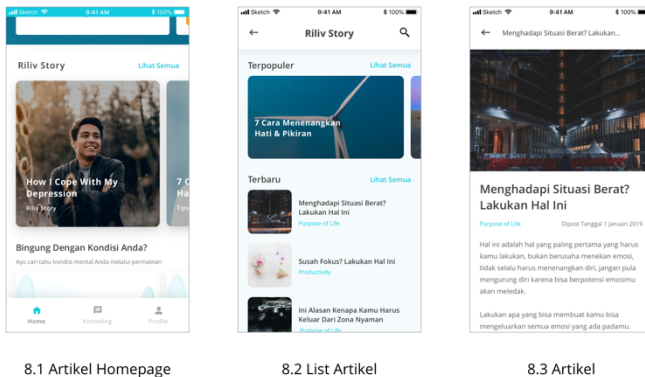 Sketch 9:41 AM 100%
Riliv Story Lihat Semua
How I Cope With My
Depression
Riliv Story
7 C
Ha
Tips
Bingung Dengan Kondisi Anda?
Ayo cari tahu kondisi mental Anda melalui permainan
Home Konseling Profile
8.1 Artikel Homepage
Sketch 9:41 AM 100%
Riliv Story
Terpopuler Lihat Semua
7 Cara Menenangkan
Hati & Pikiran
Terbaru Lihat Semua
Menghadapi Situasi Berat?
Lakukan Hal Ini
Purpose of Life
Susah Fokus? Lakukan Hal Ini
Productivity
Ini Alasan Kenapa Kamu Harus
Keluar Dari Zona Nyaman
Purpose of Life
8.2 List Artikel
Sketch 9:41 AM 100%
Menghadapi Situasi Berat? Lakukan...
Menghadapi Situasi Berat?
Lakukan Hal Ini
Purpose of Life Dipost Tanggal 1 Januari 2019
Hal ini adalah hal yang paling pertama yang harus
kamu lakukan, bukan berusaha menekan emosi,
tidak selalu harus menenangkan diri, jangan pula
mengurung diri karena bisa berpotensi emosimu
akan meledak.
Lakukan apa yang bisa membuat kamu bisa
mengeluarkan semua emosi yang ada padamu.
8.3 Artikel